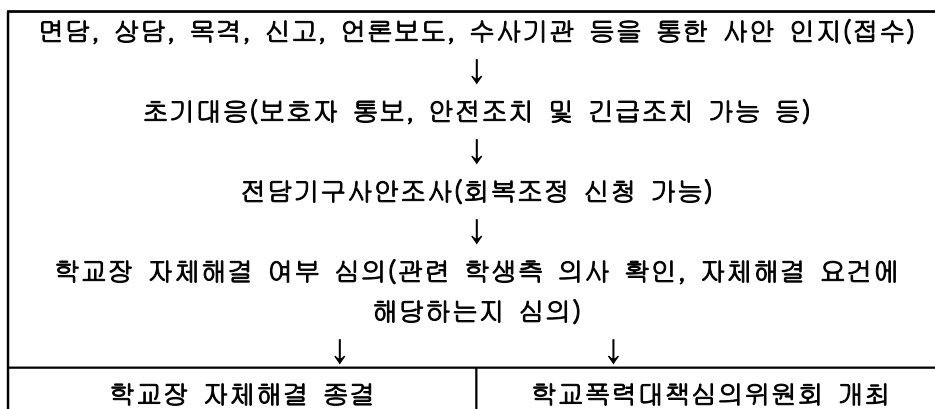 면담, 상담, 목격, 신고, 언론보도, 수사기관 등을 통한 사안 인지(접수)
↓
초기대응(보호자 통보, 안전조치 및 긴급조치 가능 등)
↓
전담기구사안조사(회복조정 신청 가능)
↓
학교장 자체해결 여부 심의(관련 학생측 의사 확인, 자체해결 요건에
해당하는지 심의)
↓ ↓
학교장 자체해결 종결
학교폭력대책심의위원회 개최